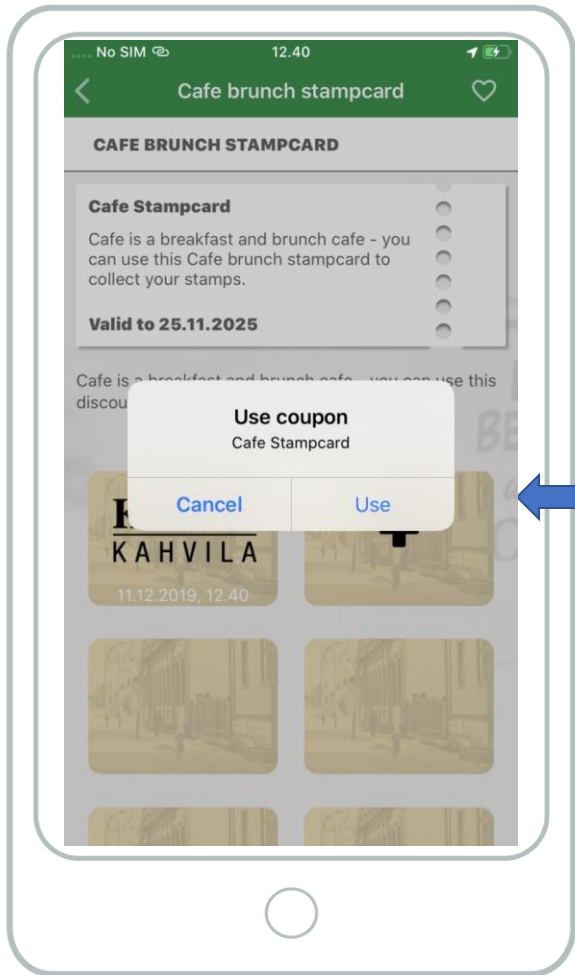 No SIM 12.40
Cafe brunch stampcard
CAFE BRUNCH STAMPCARD
Cafe Stampcard
Cafe is a breakfast and brunch cafe - you
can use this Cafe brunch stampcard to
collect your stamps.
Valid to 25.11.2025
Cafe is a breakfast and brunch cafe you can use this
discou
Use coupon
Cafe Stampcard
Cancel Use
KAHVILA
11.12.2019, 12.40